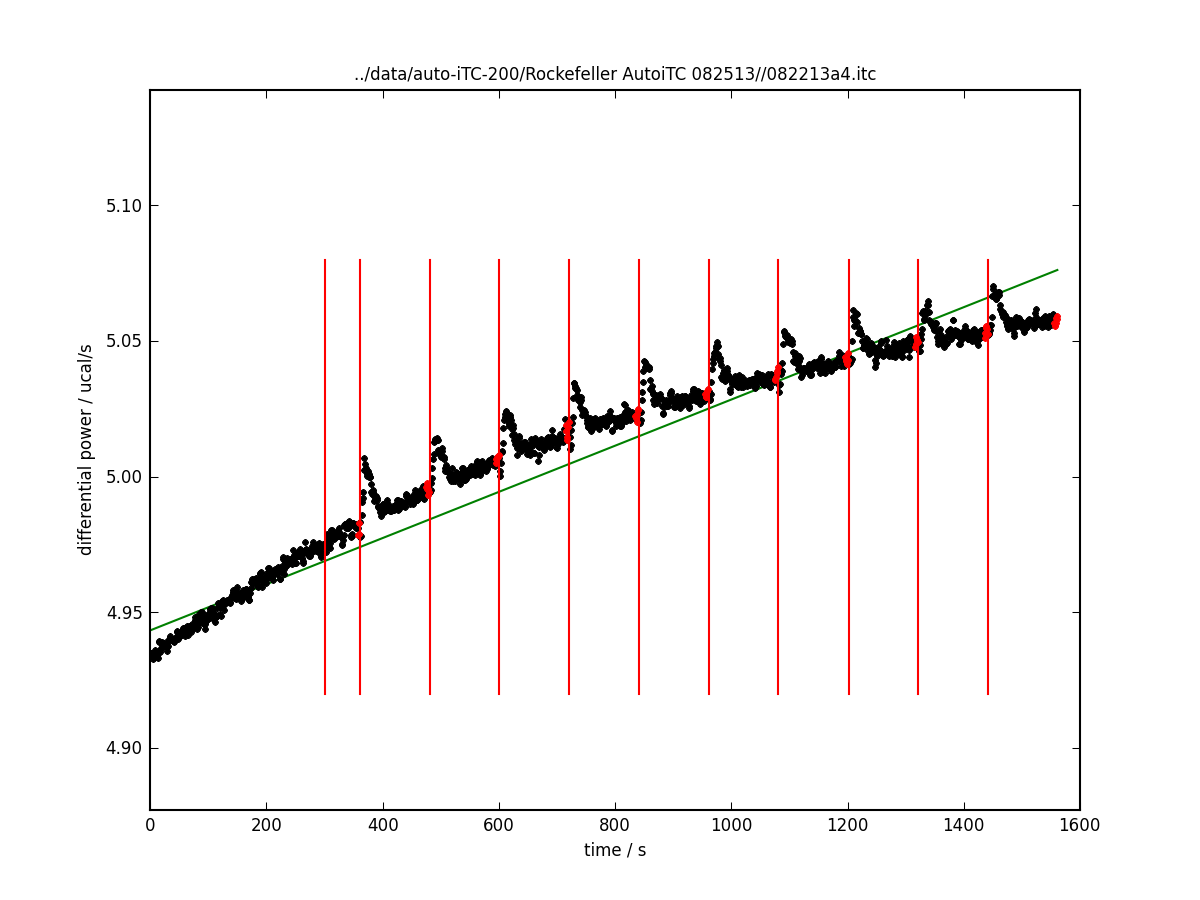 ../data/auto-iTC-200/Rockefeller AutoiTC 082513//082213a4.itc
5.10
5.05
5.00
4.95
4.90
differential power / ucal/s
0 200 400 600 800 1000 1200 1400 1600
time / s